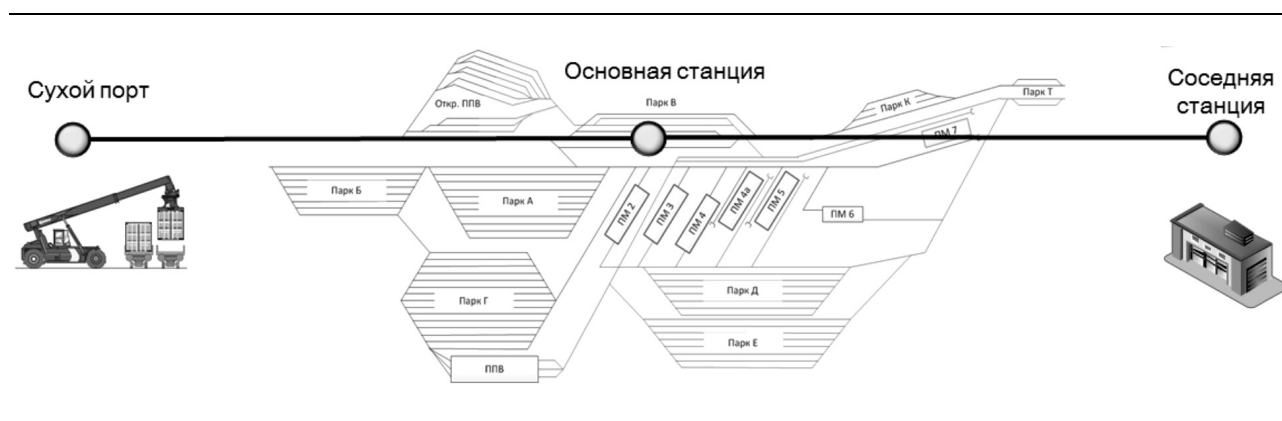 Сухой порт
Основная станция
Соседняя
станция
Откр. ППВ
Парк В
Парк К
Парк Т
ПМ 7
Парк Б
Парк А
ПМ 2
ПМ 3
ПМ 4
ПМ 4а
ПМ 5
ПМ 6
Парк Г
Парк Д
Парк Е
ППВ